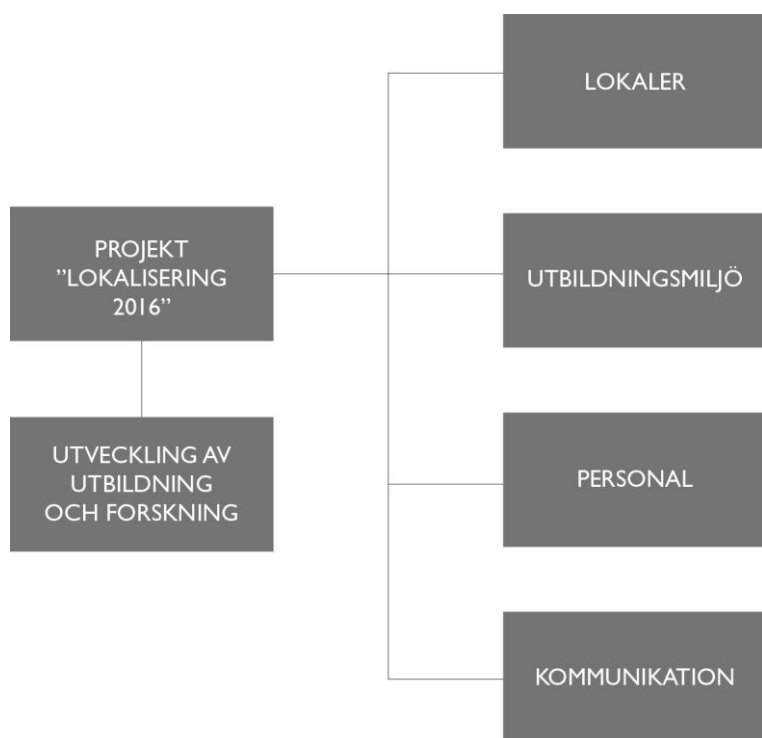 LOKALER
PROJEKT
”LOKALISERING
2016”
UTBILDNINGSMILJÖ
UTVECKLING AV
UTBILDNING
OCH FORSKNING
PERSONAL
KOMMUNIKATION